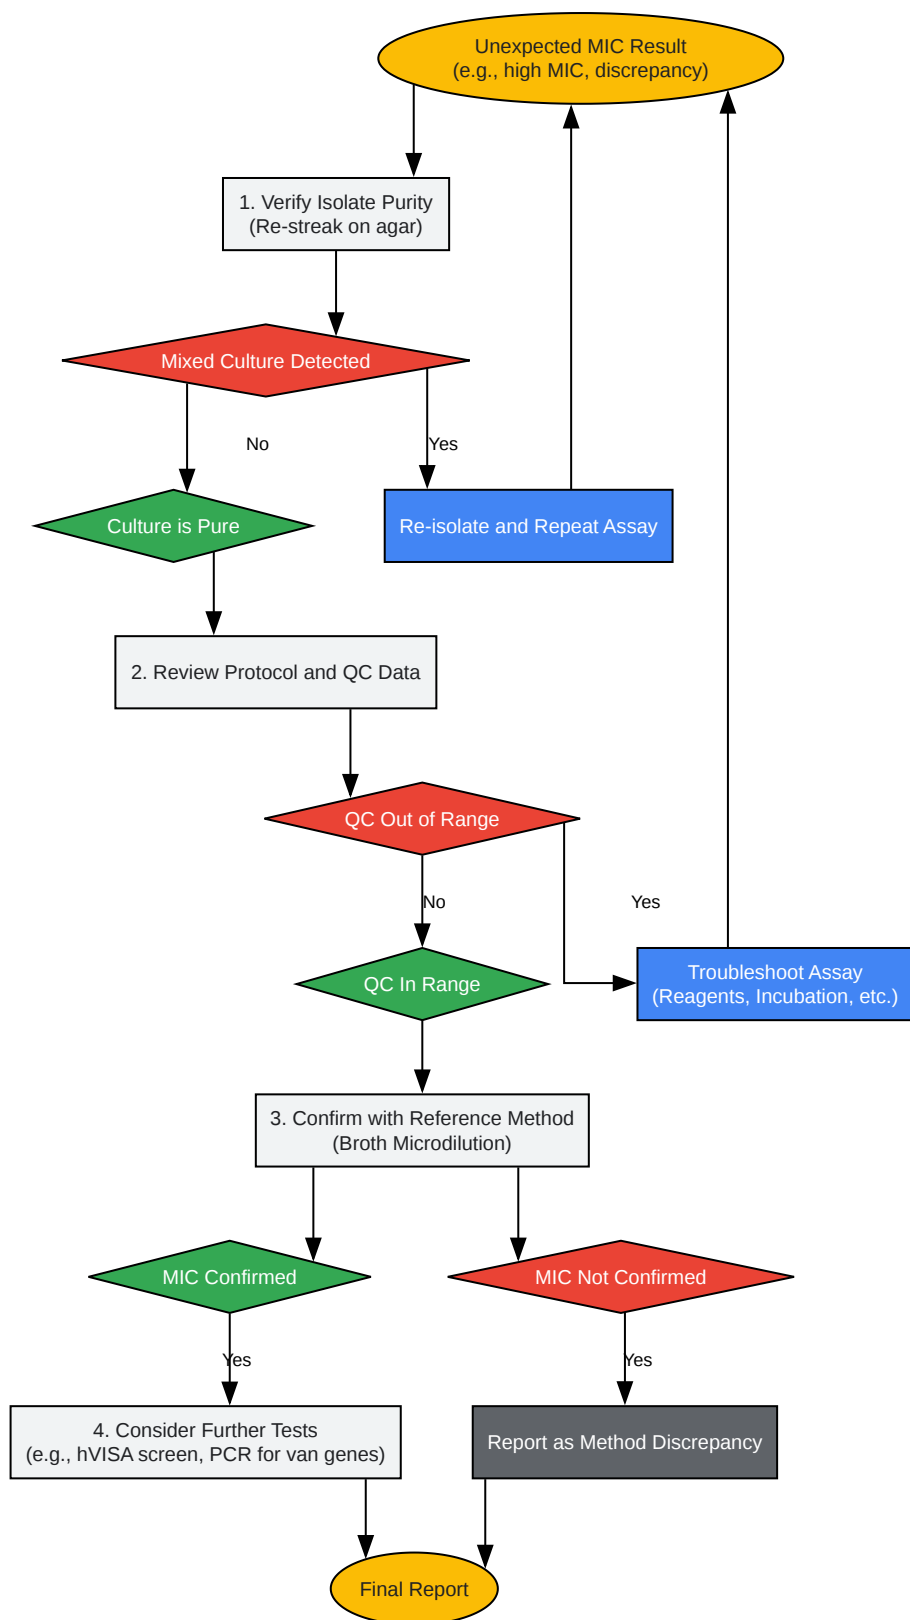 Unexpected MIC Result
(e.g., high MIC, discrepancy)
1. Verify Isolate Purity
(Re-streak on agar)
Mixed Culture Detected
No
Yes
Culture is Pure
Re-isolate and Repeat Assay
2. Review Protocol and QC Data
QC Out of Range
No
Yes
QC In Range
Troubleshoot Assay
(Reagents, Incubation, etc.)
3. Confirm with Reference Method
(Broth Microdilution)
MIC Confirmed
MIC Not Confirmed
Yes
Yes
4. Consider Further Tests
(e.g., hVISA screen, PCR for van genes)
Report as Method Discrepancy
Final Report